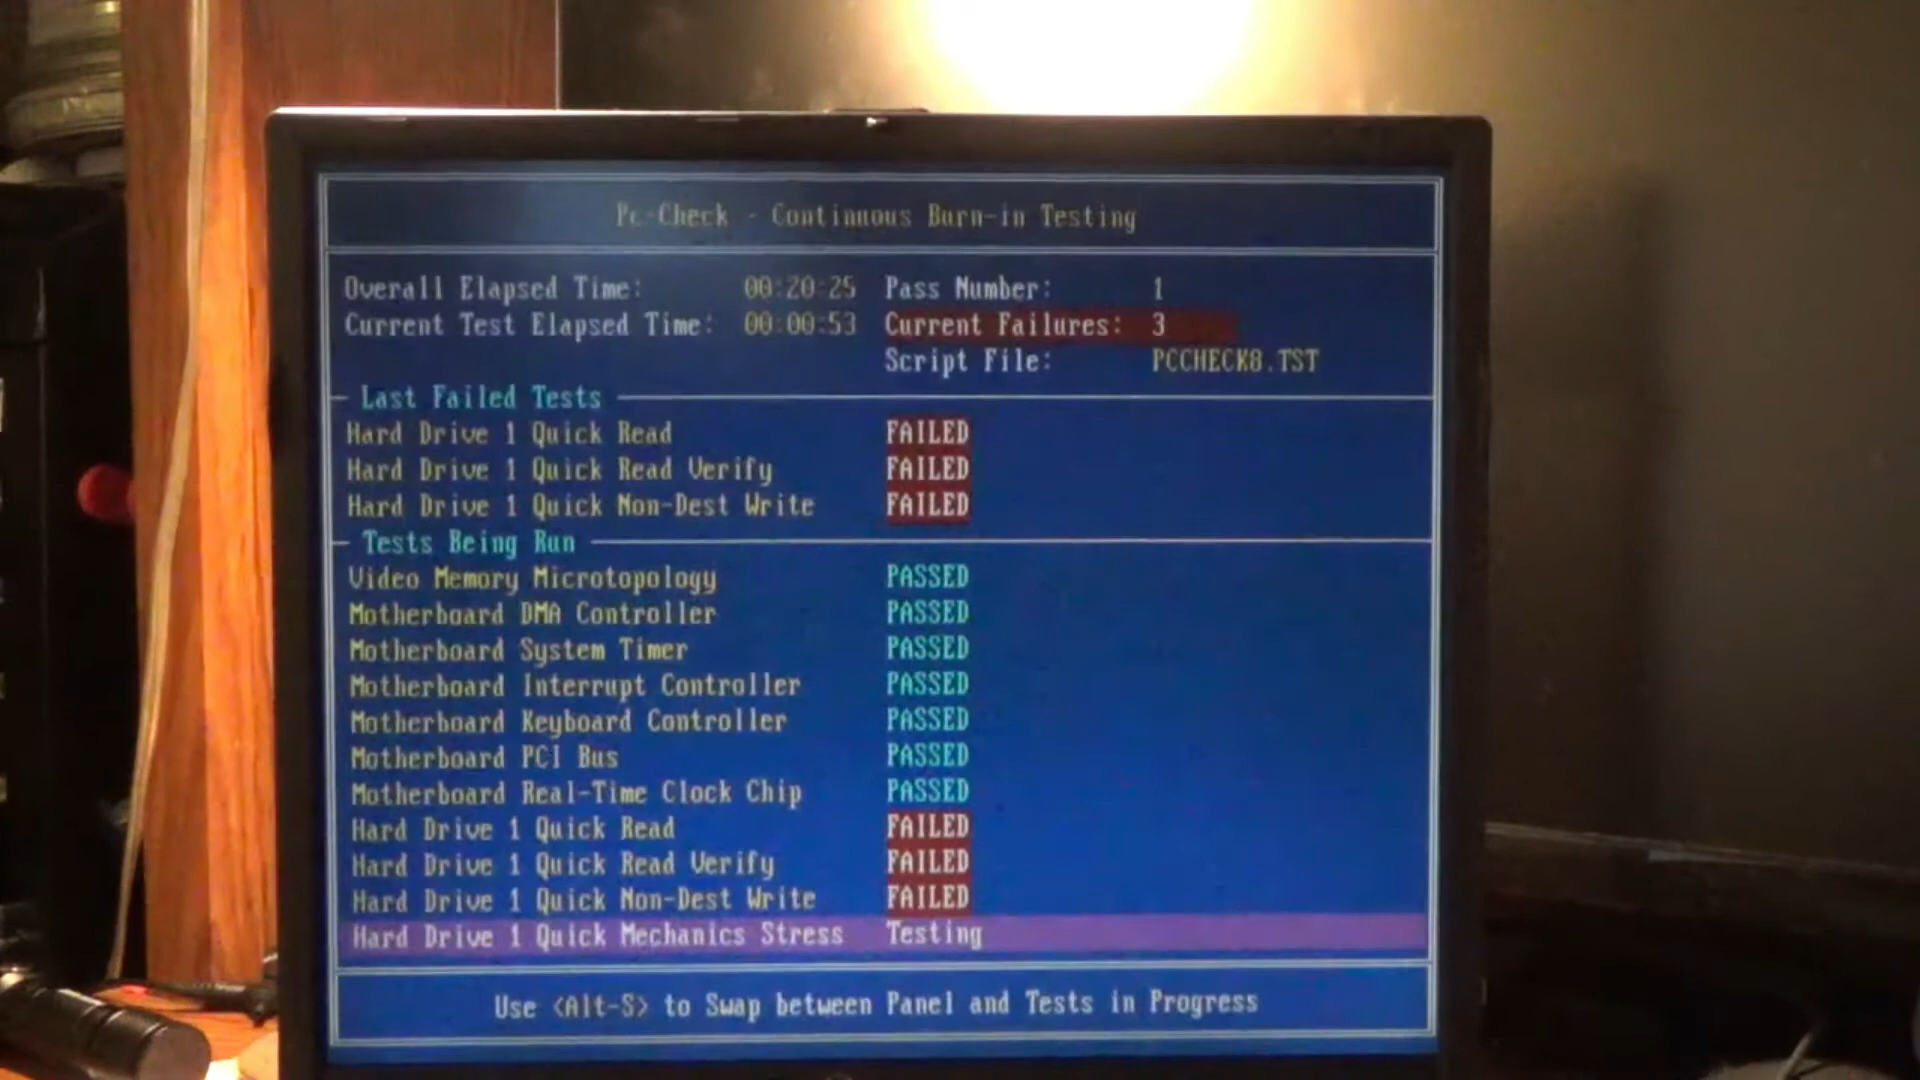 Pc-Check - Continuous Burn-in Testing
Overall Elapsed Time: 00:20:25 Pass Number: 1
Current Test Elapsed Time: 00:00:53 Current Failures: 3
Script File: PCCHECK8.TST
Last Failed Tests
Hard Drive 1 Quick Read FAILED
Hard Drive 1 Quick Read Verify FAILED
Hard Drive 1 Quick Non-Dest Write FAILED
Tests Being Run
Video Memory Microtopology PASSED
Motherboard DMA Controller PASSED
Motherboard System Timer PASSED
Motherboard Interrupt Controller PASSED
Motherboard Keyboard Controller PASSED
Motherboard PCI Bus PASSED
Motherboard Real-Time Clock Chip PASSED
Hard Drive 1 Quick Read FAILED
Hard Drive 1 Quick Read Verify FAILED
Hard Drive 1 Quick Non-Dest Write FAILED
Hard Drive 1 Quick Mechanics Stress Testing
Use <Alt-S> to Swap between Panel and Tests in Progress